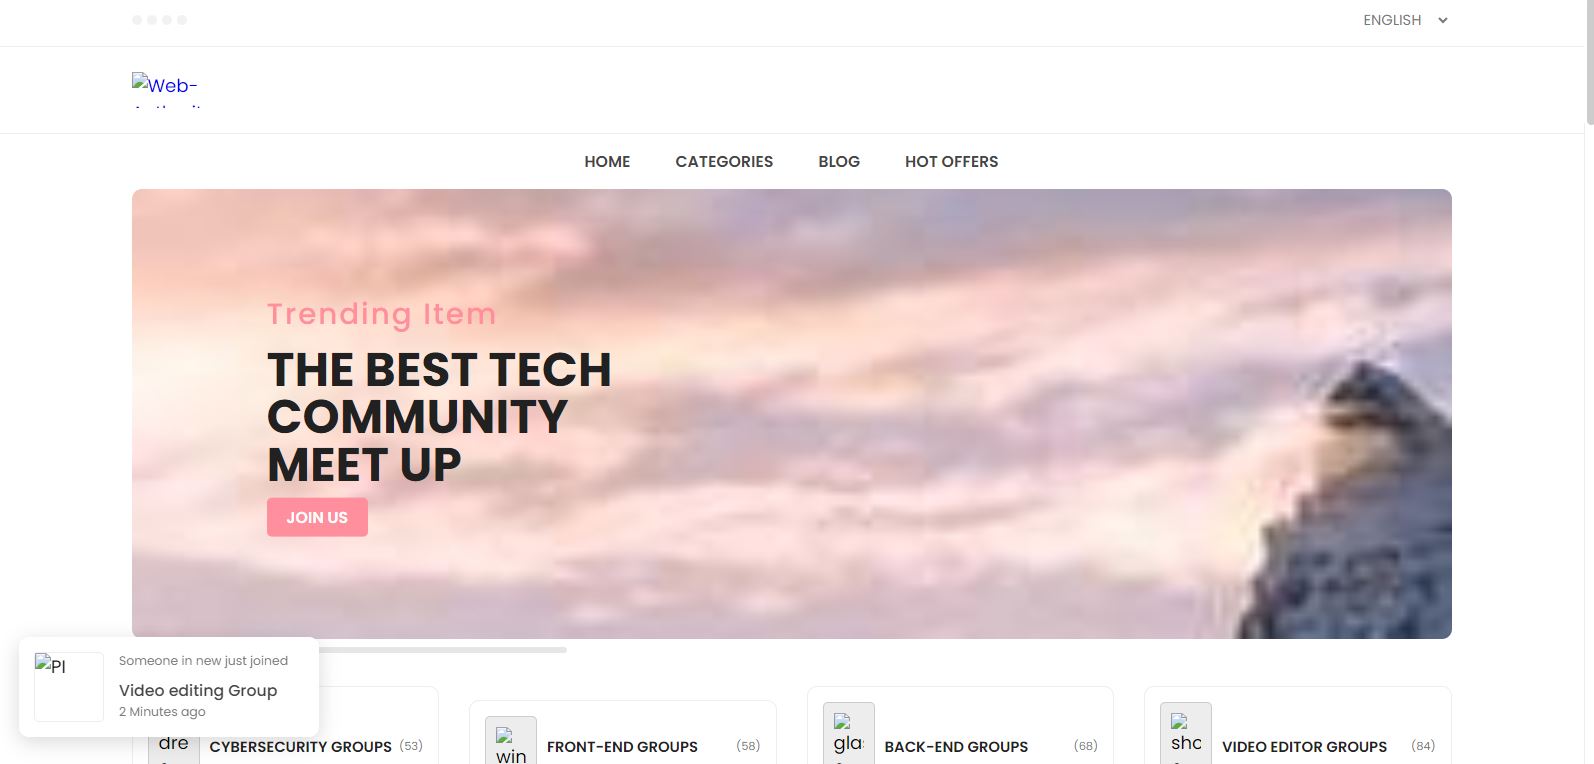 ENGLISH
Web-
HOME CATEGORIES BLOG HOT OFFERS
Trending Item
THE BEST TECH
COMMUNITY
MEET UP
JOIN US
Someone in new just joined
Video editing Group
2 Minutes ago
Pl
dre
CYBERSECURITY GROUPS (53)
win
FRONT-END GROUPS (58)
glas
BACK-END GROUPS (68)
sho
VIDEO EDITOR GROUPS (84)